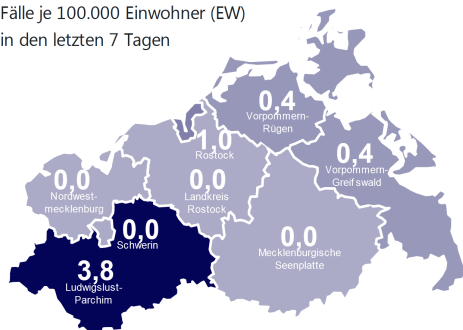 Fälle je 100.000 Einwohner (EW)
in den letzten 7 Tagen
0,4
Vorpommern-
Rügen
1,0
Rostock
0,4
Vorpommern-
Greifswald
0,0
Nordwest-
mecklenburg
0,0
Landkreis
Rostock
0,0
Schwerin
0,0
Mecklenburgische
Seenplatte
3,8
Ludwigslust-
Parchim